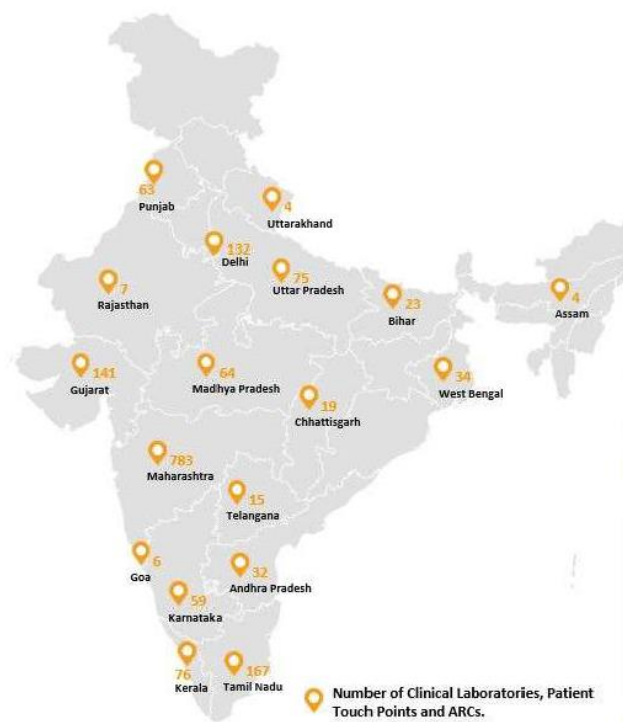 63
Punjab
4
Uttarakhand
132
Delhi
75
Uttar Pradesh
7
Rajasthan
23
Bihar
4
Assam
141
Gujarat
64
Madhya Pradesh
34
West Bengal
19
Chhattisgarh
783
Maharashtra
15
Telangana
6
Goa
32
Andhra Pradesh
59
Karnataka
76
Kerala
167
Tamil Nadu
Number of Clinical Laboratories, Patient
Touch Points and ARCs.